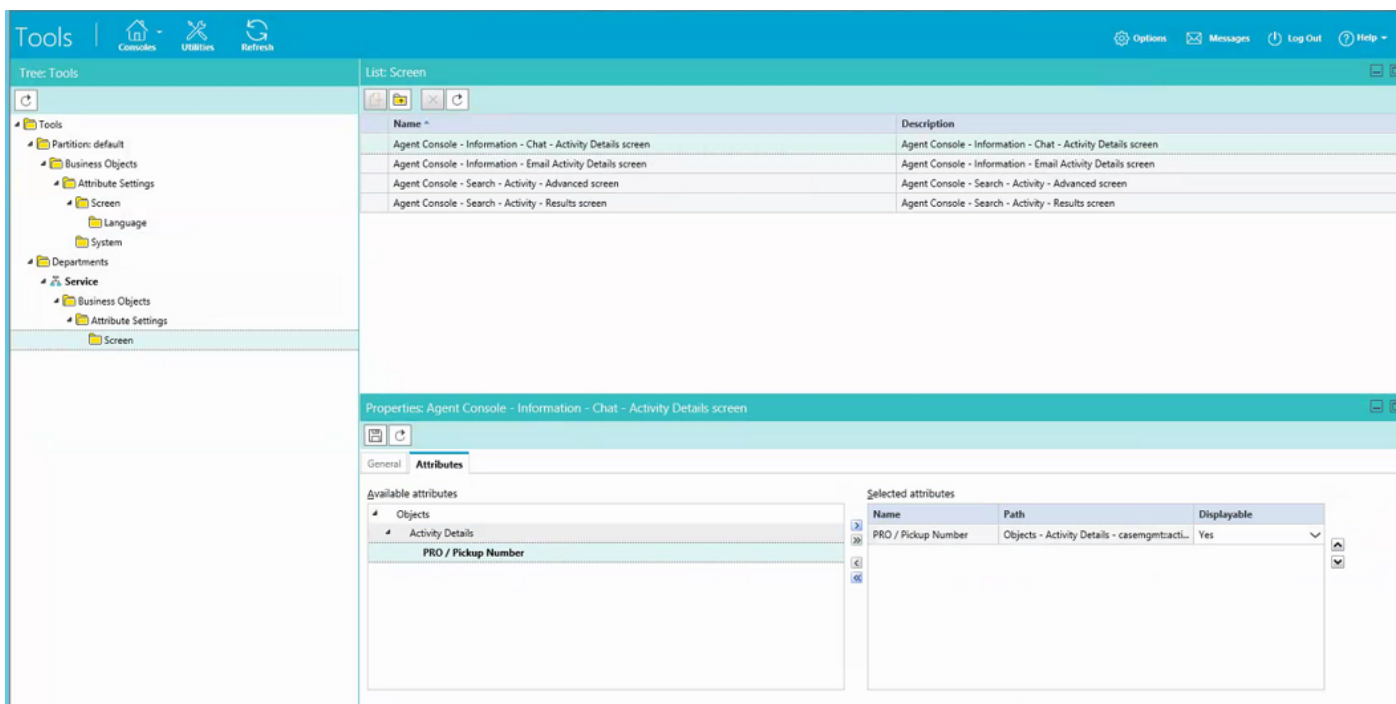 Tools
Consoles
Utilities
Refresh
Options
Messages
Log Out
Help
Tree: Tools
Tools
Partition: default
Business Objects
Attribute Settings
Screen
Language
System
Departments
Service
Business Objects
Attribute Settings
Screen
List: Screen
Name Description
Agent Console - Information - Chat - Activity Details screen Agent Console - Information - Chat - Activity Details screen
Agent Console - Information - Email Activity Details screen Agent Console - Information - Email Activity Details screen
Agent Console - Search - Activity - Advanced screen Agent Console - Search - Activity - Advanced screen
Agent Console - Search - Activity - Results screen Agent Console - Search - Activity - Results screen
Properties: Agent Console - Information - Chat - Activity Details screen
General Attributes
Available attributes
Objects
Activity Details
PRO / Pickup Number
Selected attributes
Name Path Displayable
PRO / Pickup Number Objects - Activity Details - casemgmt:acti... Yes